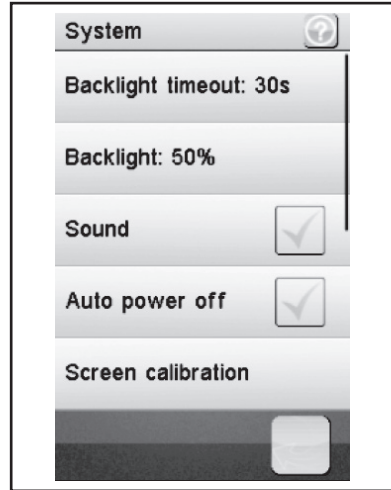 System
Backlight timeout: 30s
Backlight: 50%
Sound
Auto power off
Screen calibration